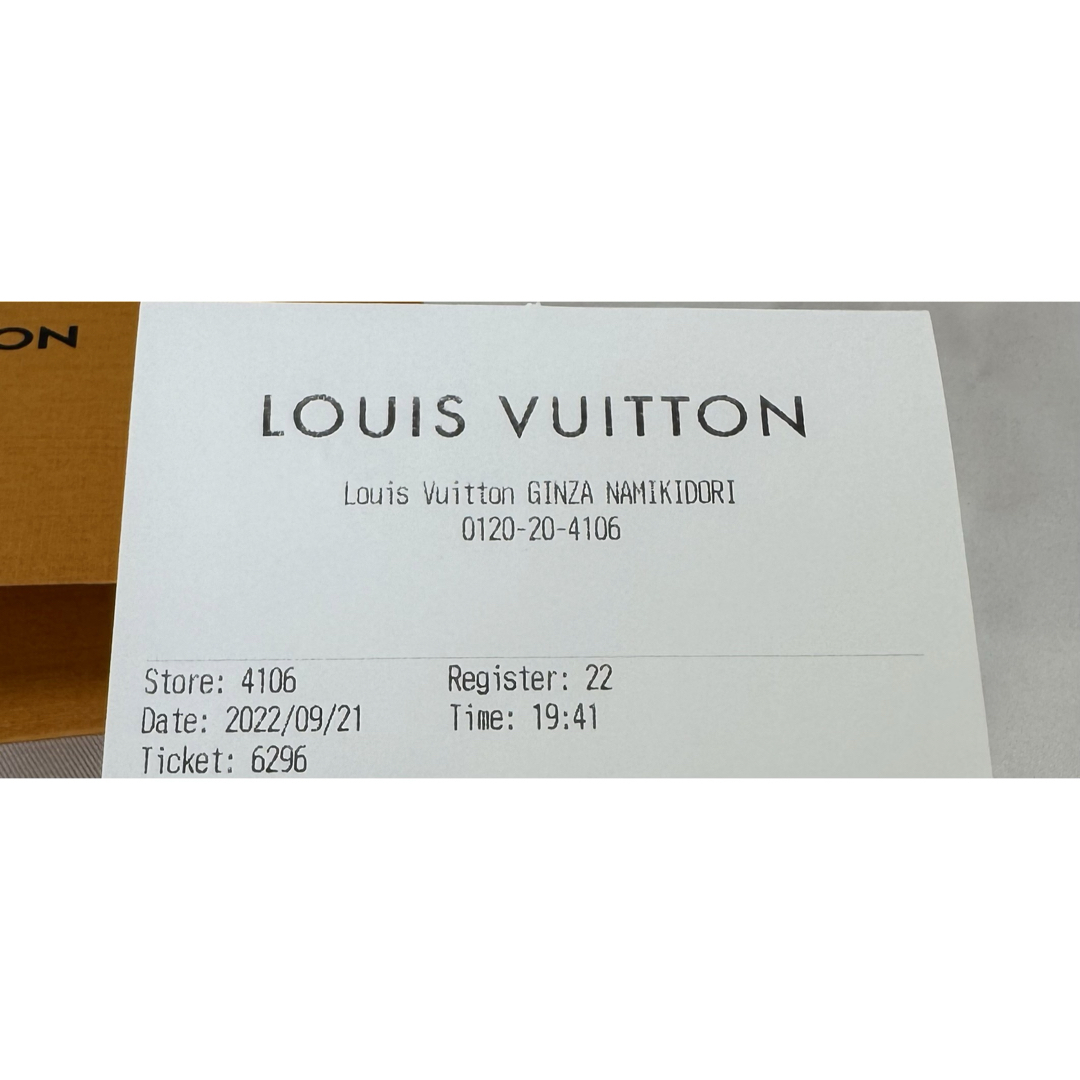 ON
LOUIS VUITTON
Louis Vuitton GINZA NAMIKIDORI
0120-20-4106
Store: 4106 Register: 22
Date: 2022/09/21 Time: 19:41
Ticket: 6296